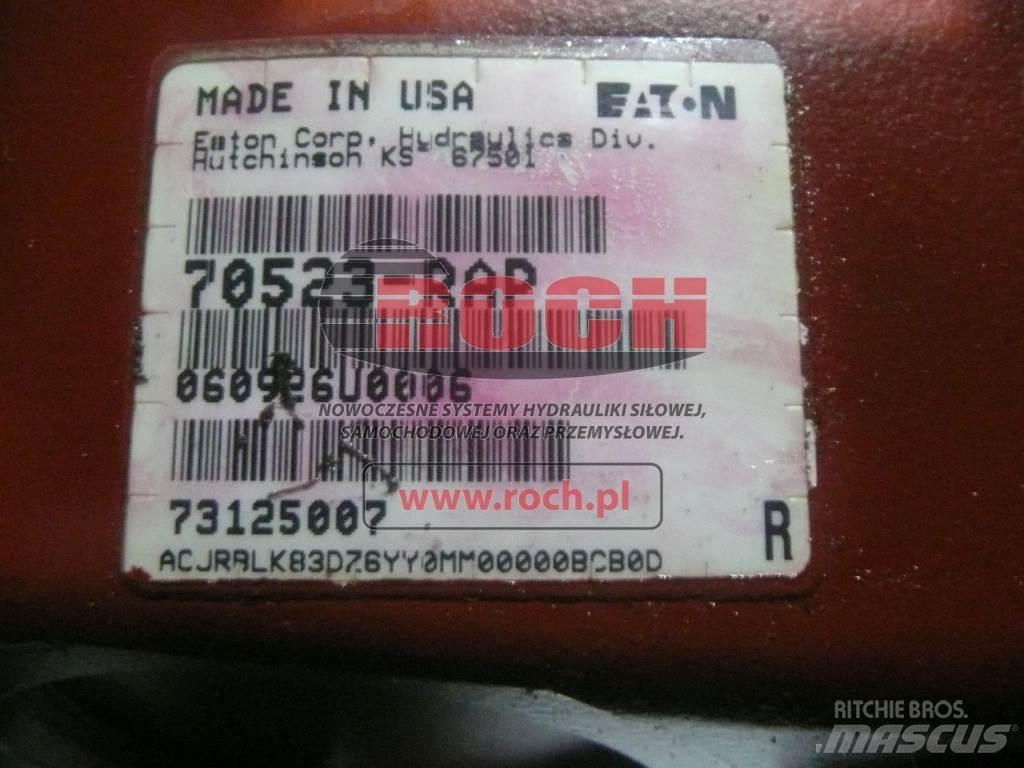 MADE IN USA EATON
Eaton Corp. Hydraulics Div.
Hutchinson KS 67501
70523-RAP
ROCH
060926U0006
NOWOCZESNE SYSTEMY HYDRAULIKI SIŁOWEJ,
SAMOCHODOWEJ ORAZ PRZEMYSŁOWEJ.
www.roch.pl
73125007 R
RITCHIE BROS.
MASCUS